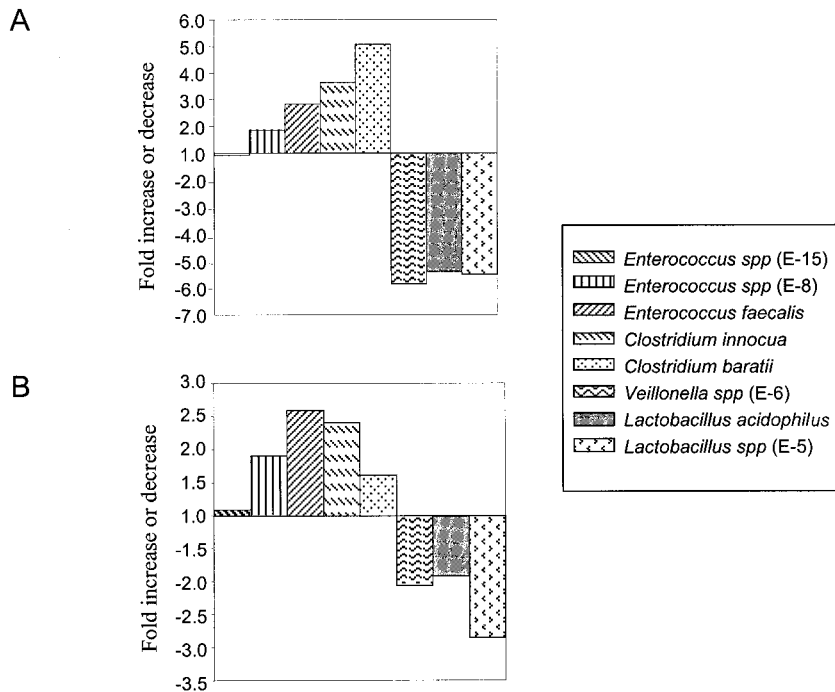 A
Fold increase or decrease
6.0
5.0
4.0
3.0
2.0
1.0
-2.0
-3.0
-4.0
-5.0
-6.0
-7.0
B
Fold increase or decrease
3.0
2.5
2.0
1.5
1.0
-1.5
-2.0
-2.5
-3.0
-3.5
Enterococcus spp (E-15)
Enterococcus spp (E-8)
Enterococcus faecalis
Clostridium innocua
Clostridium baratii
Veillonella spp (E-6)
Lactobacillus acidophilus
Lactobacillus spp (E-5)